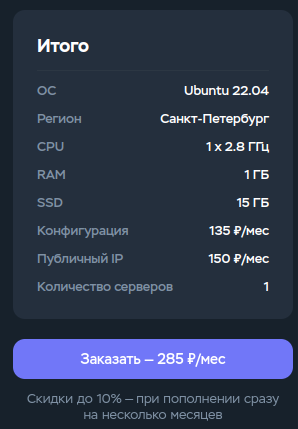 Итого
ОС Ubuntu 22.04
Регион Санкт-Петербург
CPU 1 x 2.8 ГГц
RAM 1 ГБ
SSD 15 ГБ
Конфигурация 135 ₽/мес
Публичный IP 150 ₽/мес
Количество серверов 1
Заказать — 285 ₽/мес
Скидки до 10% — при пополнении сразу
на несколько месяцев